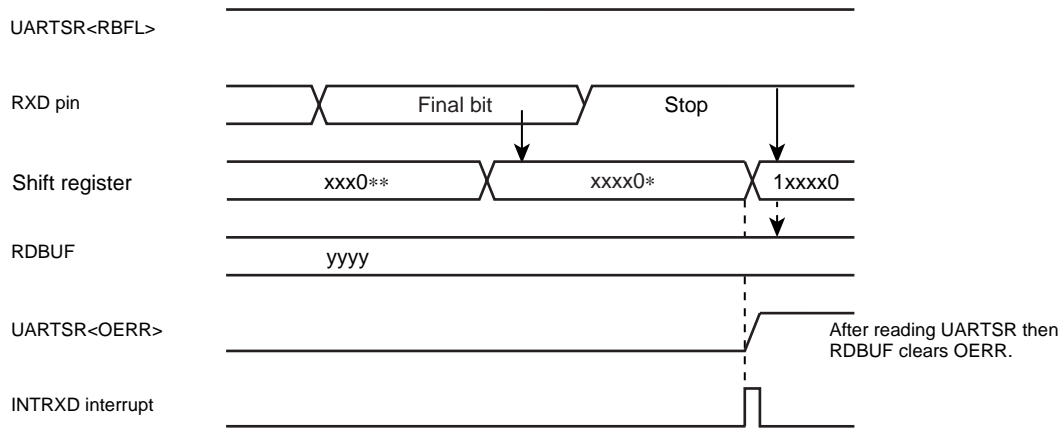 UARTSR<RBFL>
RXD pin
Final bit
Stop
Shift register
xxx0**
xxxx0*
1xxxx0
RDBUF
yyyy
UARTSR<OERR>
After reading UARTSR then
RDBUF clears OERR.
INTRXD interrupt